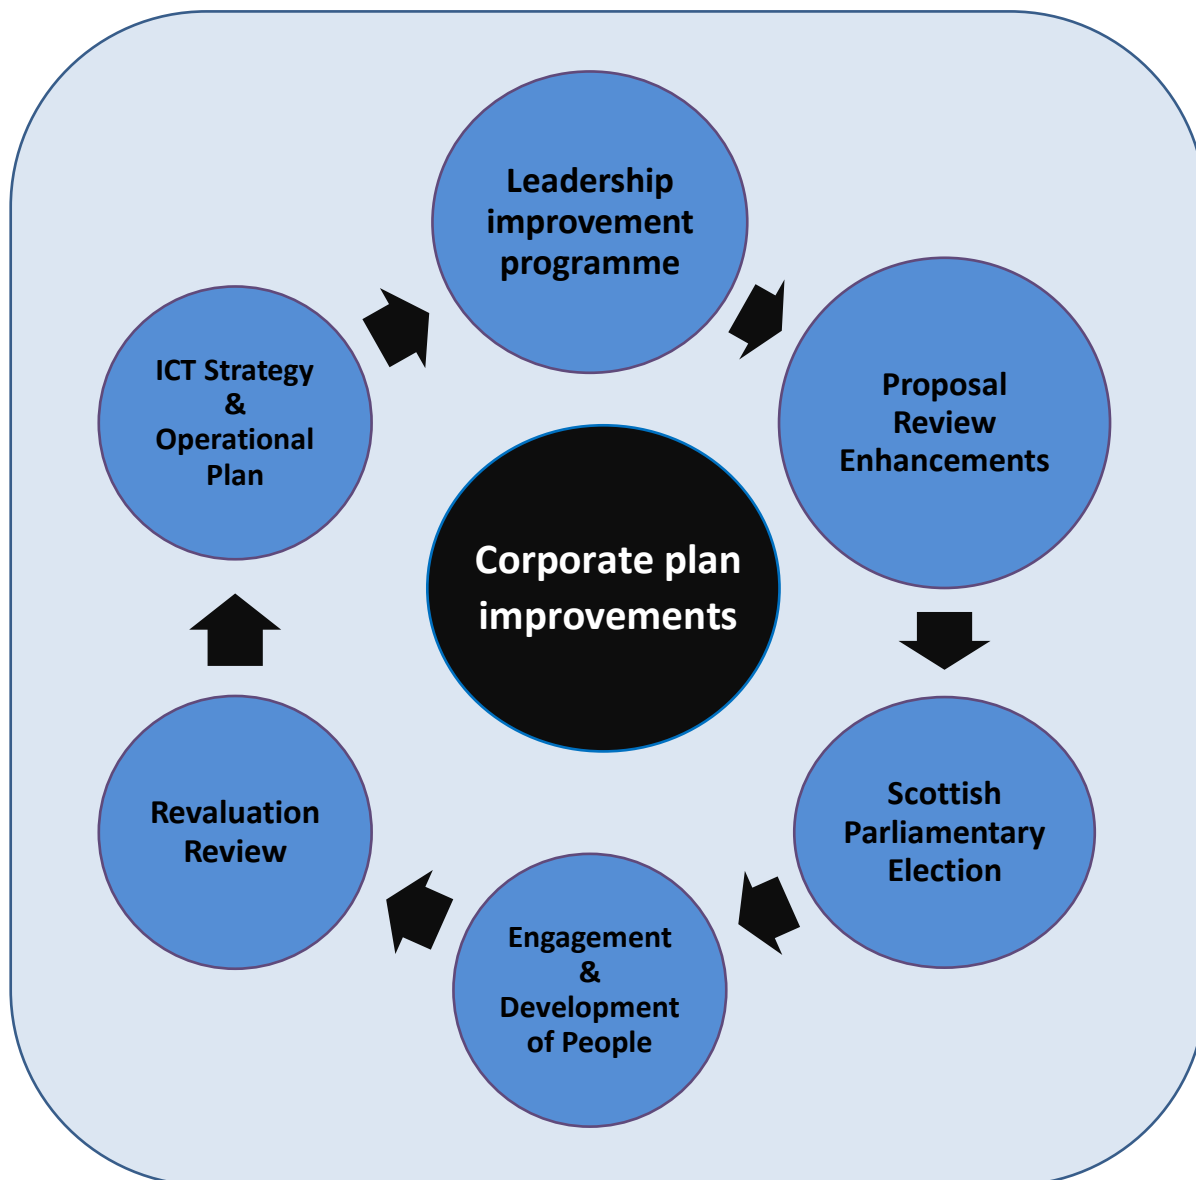 Leadership
improvement
programme
Proposal
Review
Enhancements
Scottish
Parliamentary
Election
Engagement
&
Development
of People
Revaluation
Review
ICT Strategy
&
Operational
Plan
Corporate plan
improvements